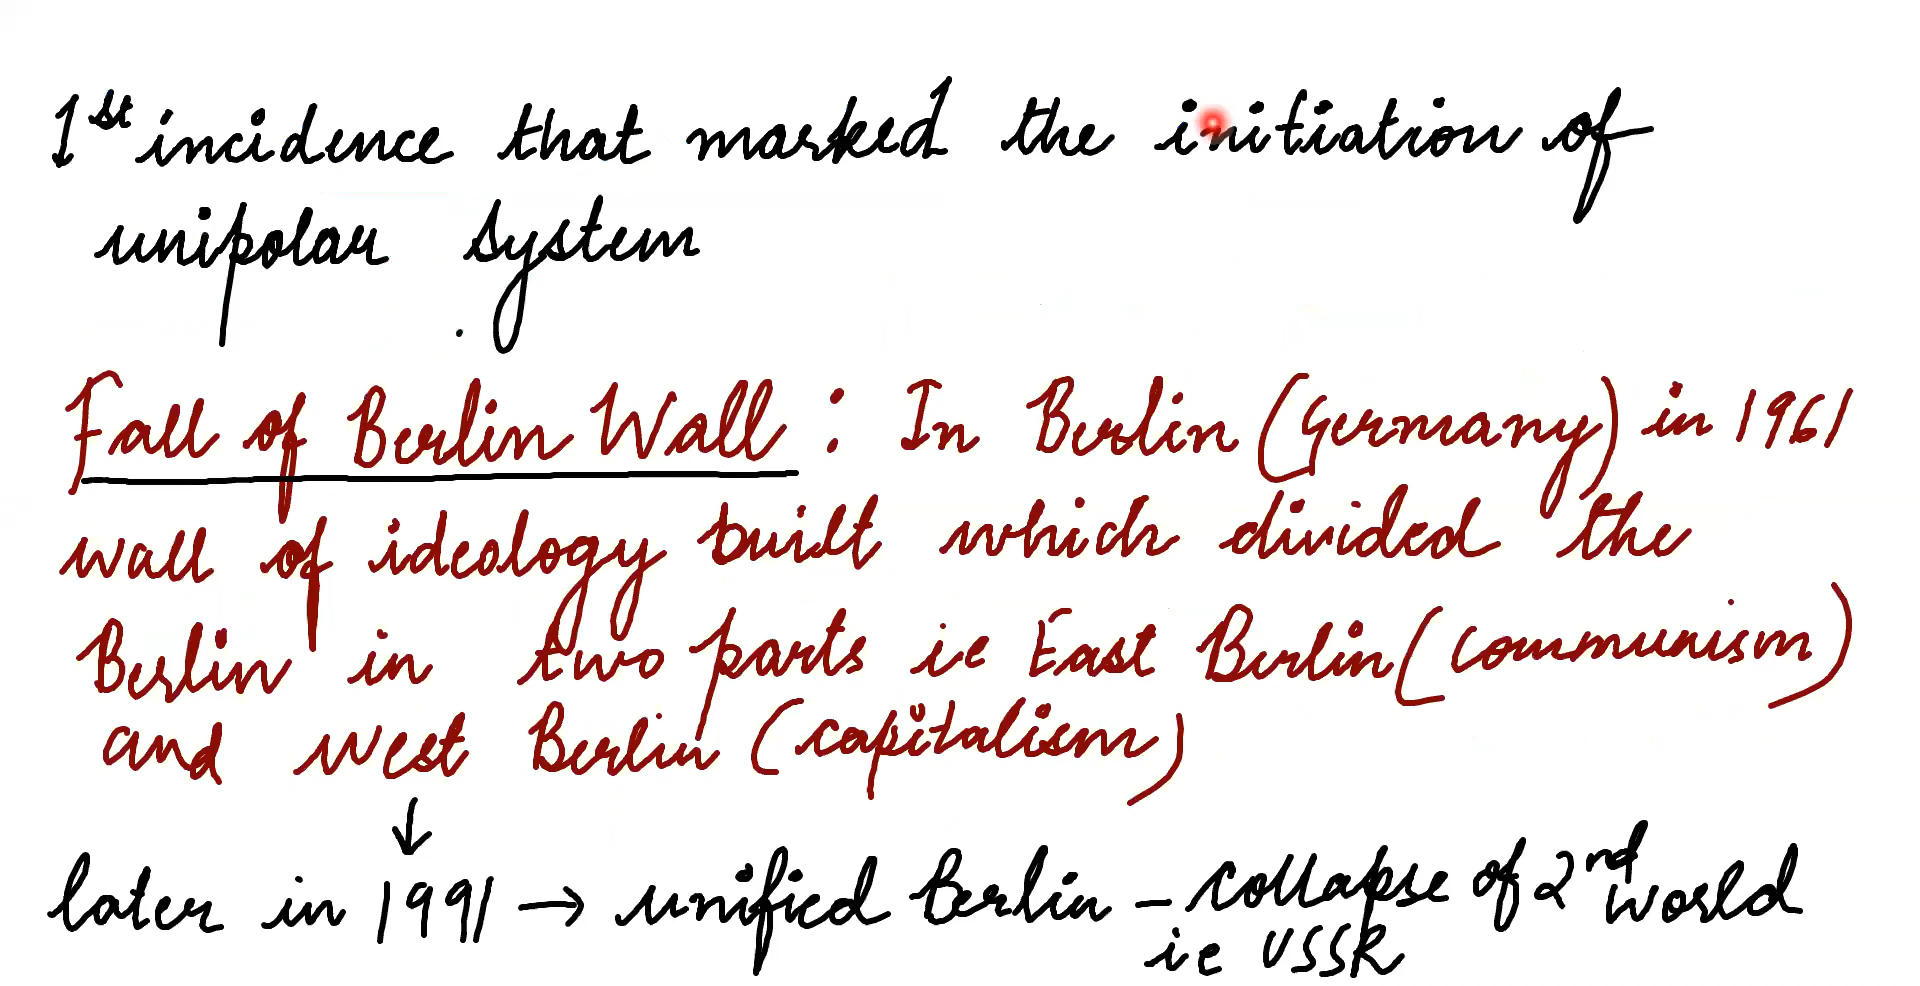 1st incidence that marked the initiation of
unipolar system
Fall of Berlin Wall : In Berlin (Germany) in 1961
wall of ideology built which divided the
Berlin in two parts ie East Berlin (communism)
and West Berlin (capitalism)
↓
later in 1991 → unified Berlin - collapse of 2nd world
ie USSR